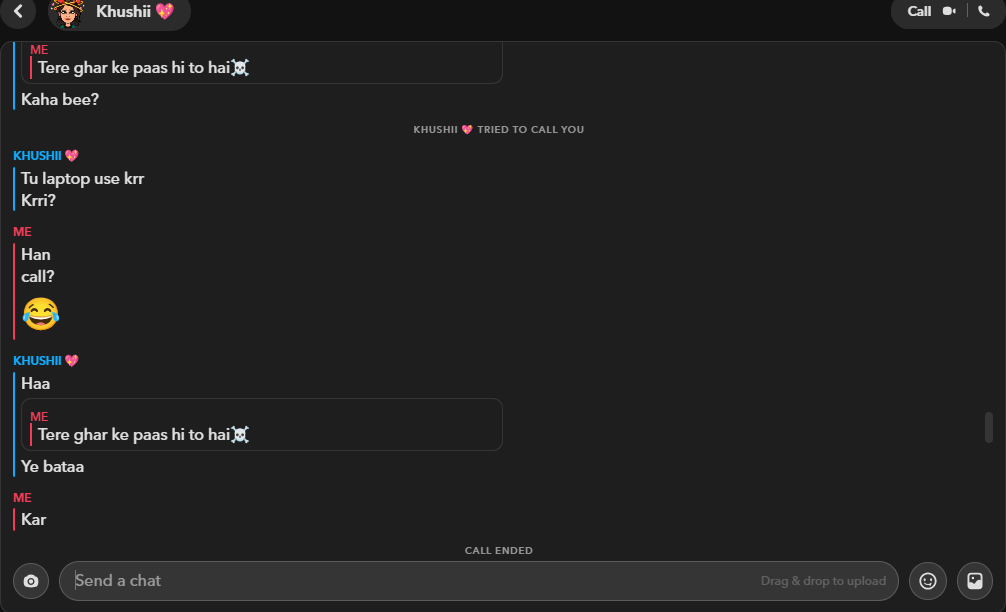 Khushii 💖
Call
ME
Tere ghar ke paas hi to hai☠️
Kaha bee?
KHUSHII 💖 TRIED TO CALL YOU
KHUSHII 💖
Tu laptop use krr
Krri?
ME
Han
call?
😂
KHUSHII 💖
Haa
ME
Tere ghar ke paas hi to hai☠️
Ye bataa
ME
Kar
CALL ENDED
Send a chat
Drag & drop to upload